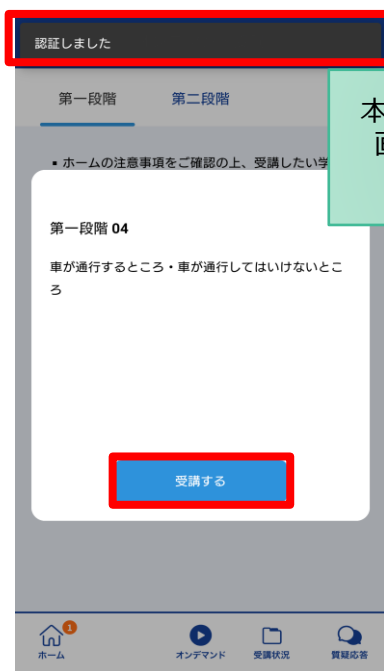 認証しました
第一段階 第二段階
本
▪ ホームの注意事項をご確認の上、受講したい学
第一段階 04
車が通行するところ・車が通行してはいけないとこ
ろ
受講する
1
ホーム オンデマンド 受講状況 質疑応答